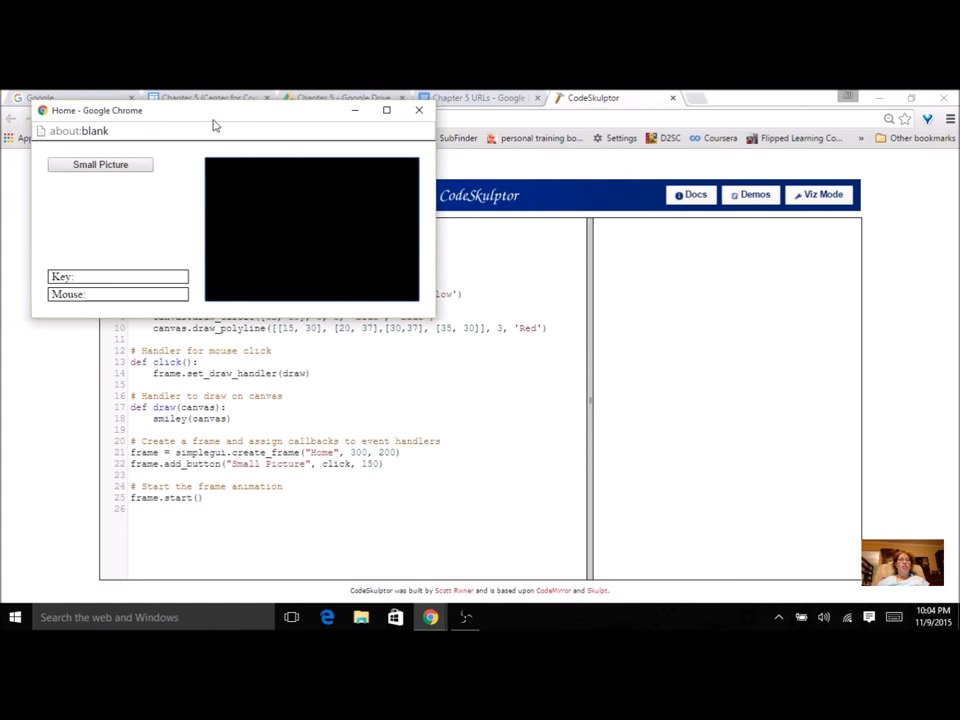 Google
Chapter 5 (Center for Co
Chapter 5 - Google Drive
Chapter 5 URLs - Google
CodeSkulptor
Home - Google Chrome
about:blank
SubFinder
personal training bo...
Settings
D2SC
Coursera
Flipped Learning Co...
Other bookmarks
Small Picture
CodeSkulptor
Docs
Demos
Viz Mode
Key:
Mouse:
low')
10 canvas.draw_polyline([[15, 30], [20, 37],[30,37], [35, 30]], 3, 'Red')
11
12 # Handler for mouse click
13 def click():
14 frame.set_draw_handler(draw)
15
16 # Handler to draw on canvas
17 def draw(canvas):
18 smiley(canvas)
19
20 # Create a frame and assign callbacks to event handlers
21 frame = simplegui.create_frame("Home", 300, 200)
22 frame.add_button("Small Picture", click, 150)
23
24 # Start the frame animation
25 frame.start()
26
CodeSkulptor was built by Scott Rixner and is based upon CodeMirror and Skulpt.
Search the web and Windows
10:04 PM
11/9/2015